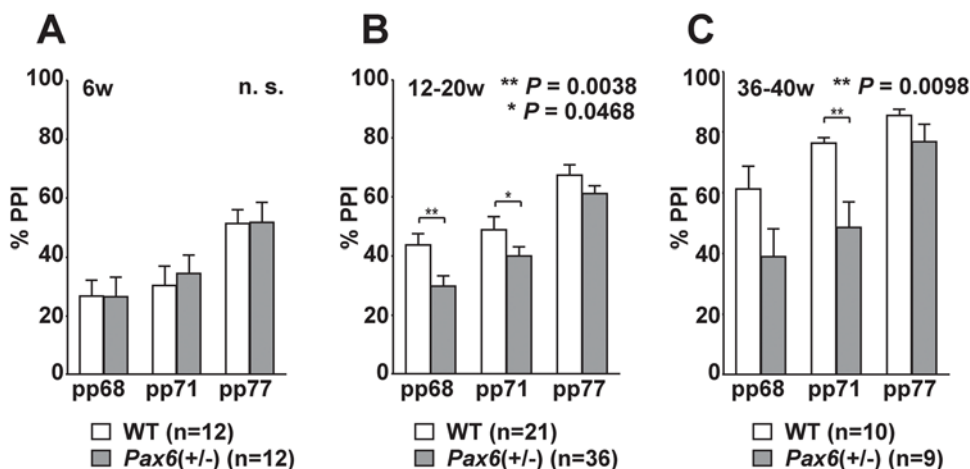 A
6w
n. s.
% PPI
100
80
60
40
20
0
pp68 pp71 pp77
WT (n=12)
Pax6(+/-) (n=12)
B
12-20w
** P = 0.0038
* P = 0.0468
% PPI
100
80
60
40
20
0
**
*
pp68 pp71 pp77
WT (n=21)
Pax6(+/-) (n=36)
C
36-40w
** P = 0.0098
% PPI
100
80
60
40
20
0
**
pp68 pp71 pp77
WT (n=10)
Pax6(+/-) (n=9)